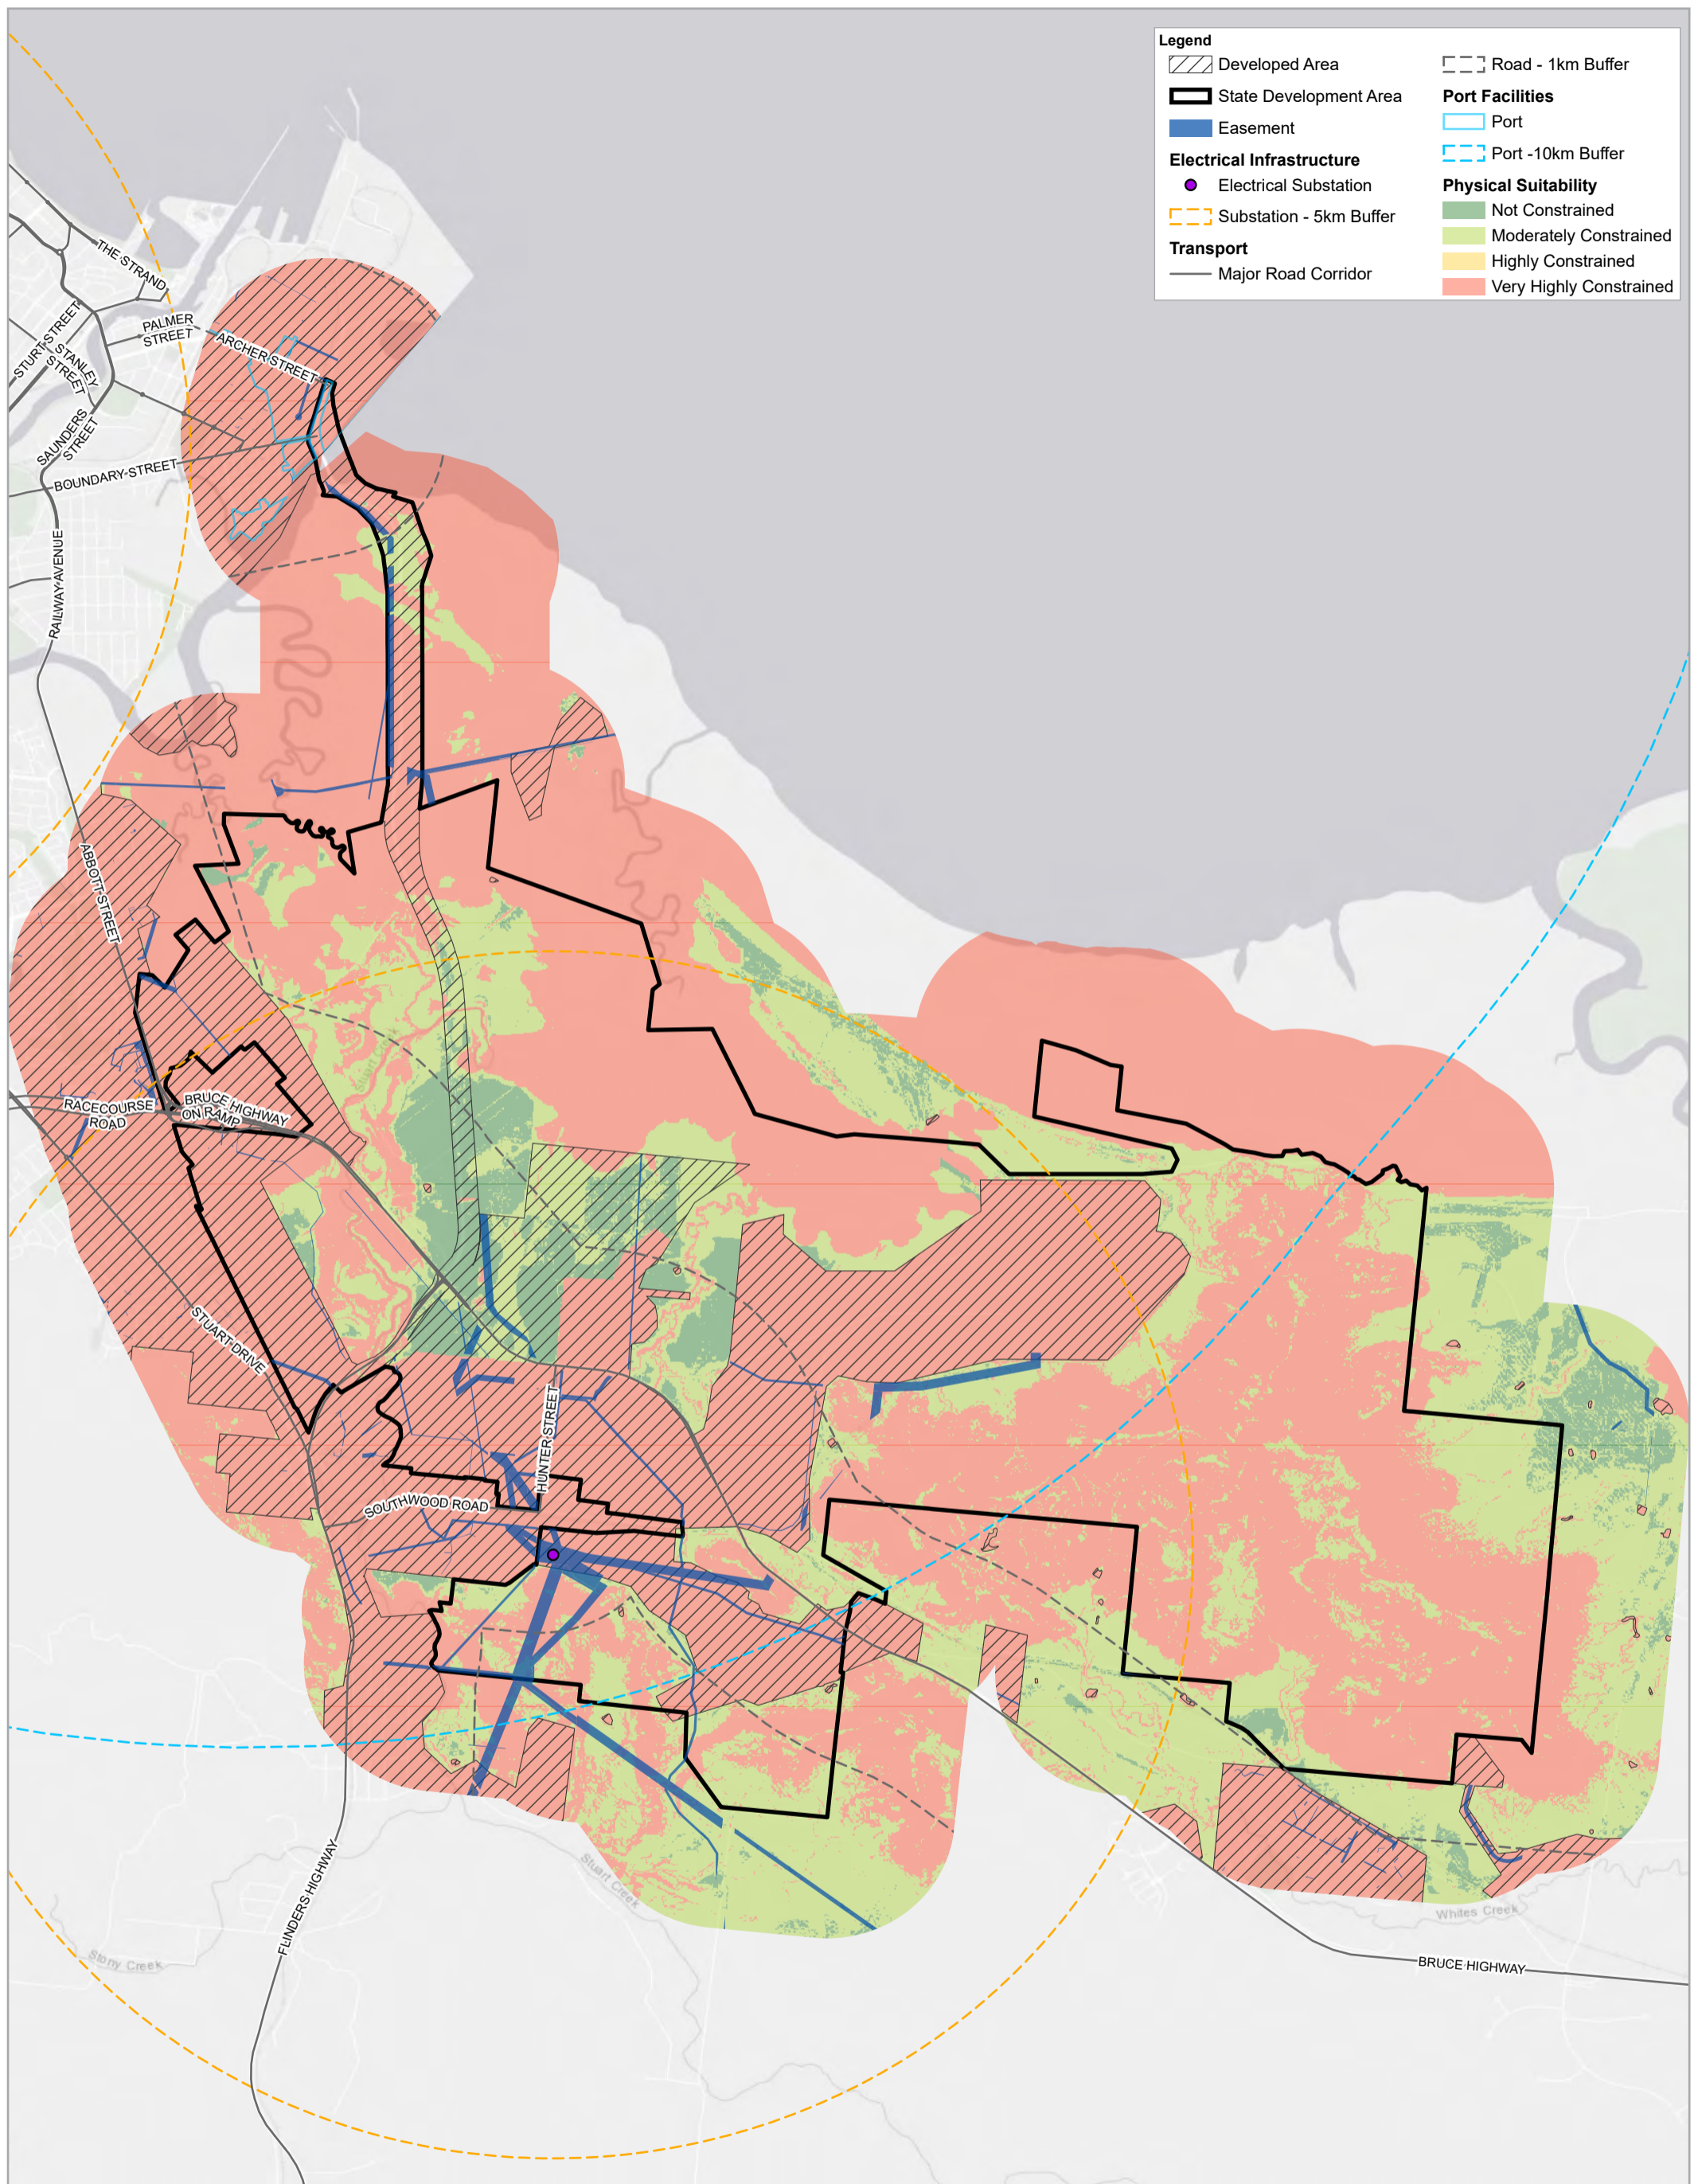 Legend
Developed Area
State Development Area
Easement
Electrical Infrastructure
Electrical Substation
Substation - 5km Buffer
Transport
Major Road Corridor
Road - 1km Buffer
Port Facilities
Port
Port -10km Buffer
Physical Suitability
Not Constrained
Moderately Constrained
Highly Constrained
Very Highly Constrained
THE STRAND
PALMER
STREET
STURT STREET
STANLEY
STREET
ARCHER STREET
SAUNDERS
STREET
BOUNDARY STREET
RAILWAY AVENUE
ABBOTT STREET
RACECOURSE
ROAD
BRUCE HIGHWAY
ON RAMP
STUART DRIVE
HUNTER STREET
SOUTHWOOD ROAD
FLINDERS HIGHWAY
Stuart Creek
Stony Creek
Whites Creek
BRUCE HIGHWAY